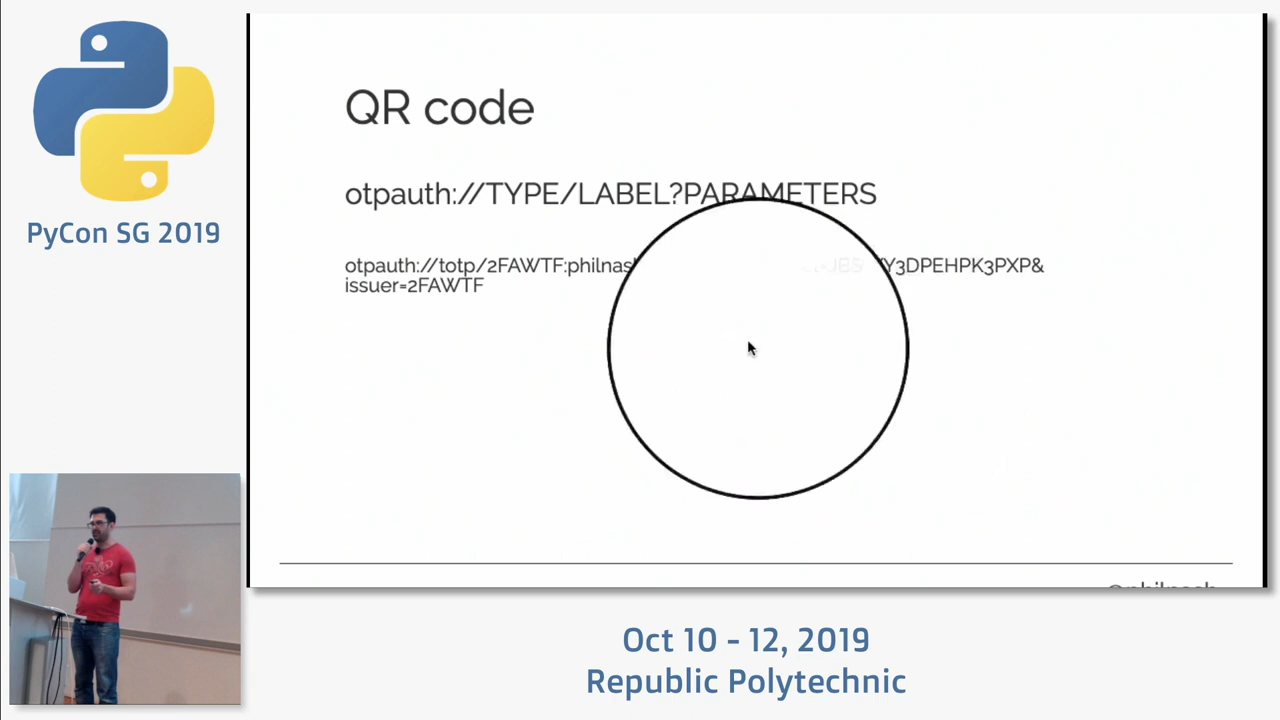 PyCon SG 2019
QR code
otpauth://TYPE/LABEL?PARAMETERS
otpauth://totp/2FAWTF:philnas Y3DPEHPK3PXP&
issuer=2FAWTF
@philnash
Oct 10 - 12, 2019
Republic Polytechnic